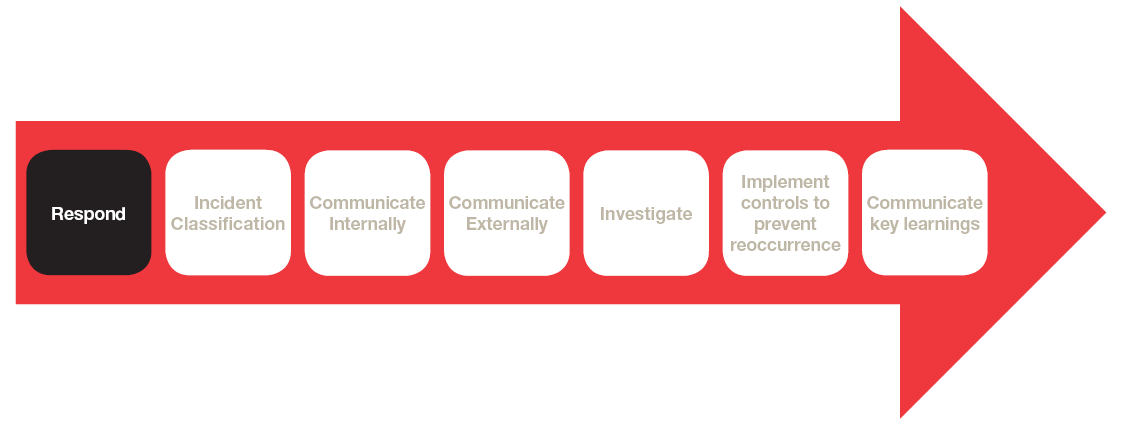 Respond
Incident
Classification
Communicate
Internally
Communicate
Externally
Investigate
Implement
controls to
prevent
reoccurrence
Communicate
key learnings